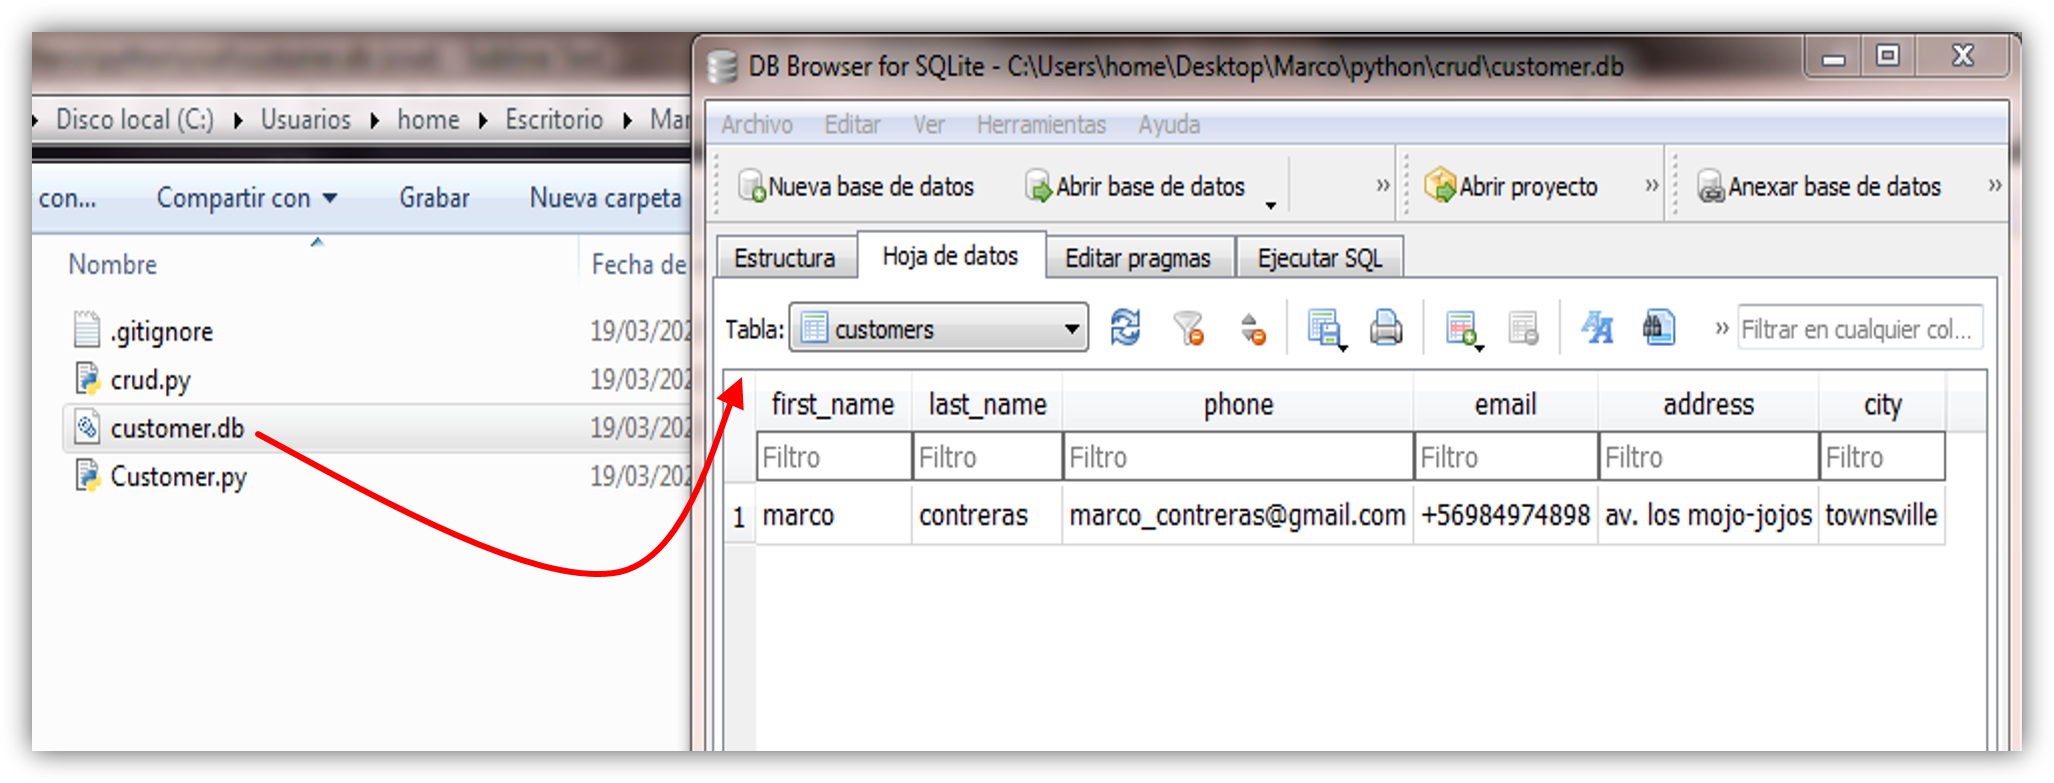 Disco local (C:) Usuarios home Escritorio Mar
con... Compartir con Grabar Nueva carpeta
Nombre Fecha de
.gitignore 19/03/202
crud.py 19/03/202
customer.db 19/03/202
Customer.py 19/03/202
DB Browser for SQLite - C:\Users\home\Desktop\Marco\python\crud\customer.db
Archivo Editar Ver Herramientas Ayuda
Nueva base de datos Abrir base de datos » Abrir proyecto » Anexar base de datos »
Estructura Hoja de datos Editar pragmas Ejecutar SQL
Tabla: customers » Filtrar en cualquier col...
first_name last_name phone email address city
Filtro Filtro Filtro Filtro Filtro Filtro
1 marco contreras marco_contreras@gmail.com +56984974898 av. los mojo-jojos townsville